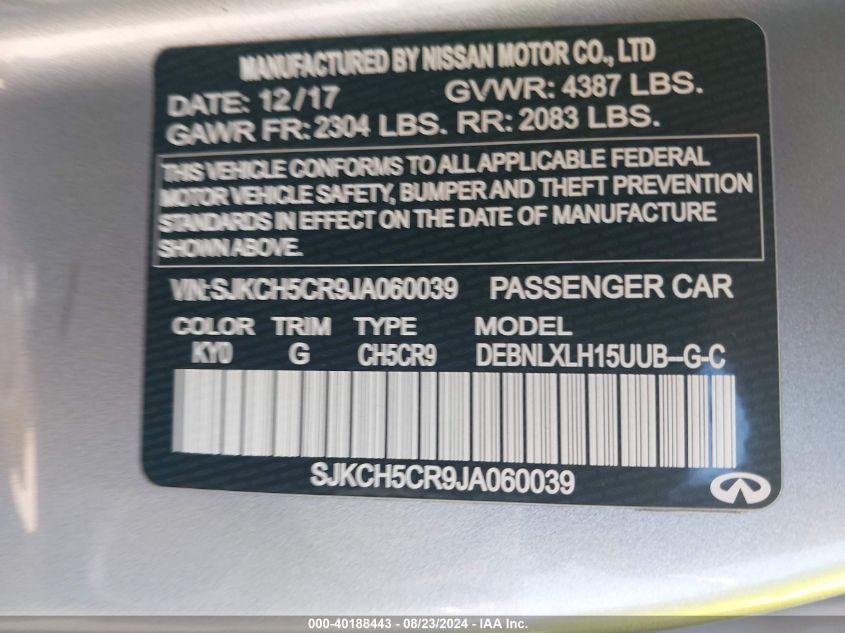 MANUFACTURED BY NISSAN MOTOR CO., LTD
DATE: 12/17 GVWR: 4387 LBS.
GAWR FR: 2304 LBS. RR: 2083 LBS.
THIS VEHICLE CONFORMS TO ALL APPLICABLE FEDERAL
MOTOR VEHICLE SAFETY, BUMPER AND THEFT PREVENTION
STANDARDS IN EFFECT ON THE DATE OF MANUFACTURE
SHOWN ABOVE.
VIN: SJKCH5CR9JA060039 PASSENGER CAR
COLOR TRIM TYPE MODEL
KY0 G CH5CR9 DEBNLXLH15UUB--G-C
SJKCH5CR9JA060039
000-40188443 - 08/23/2024 - IAA Inc.